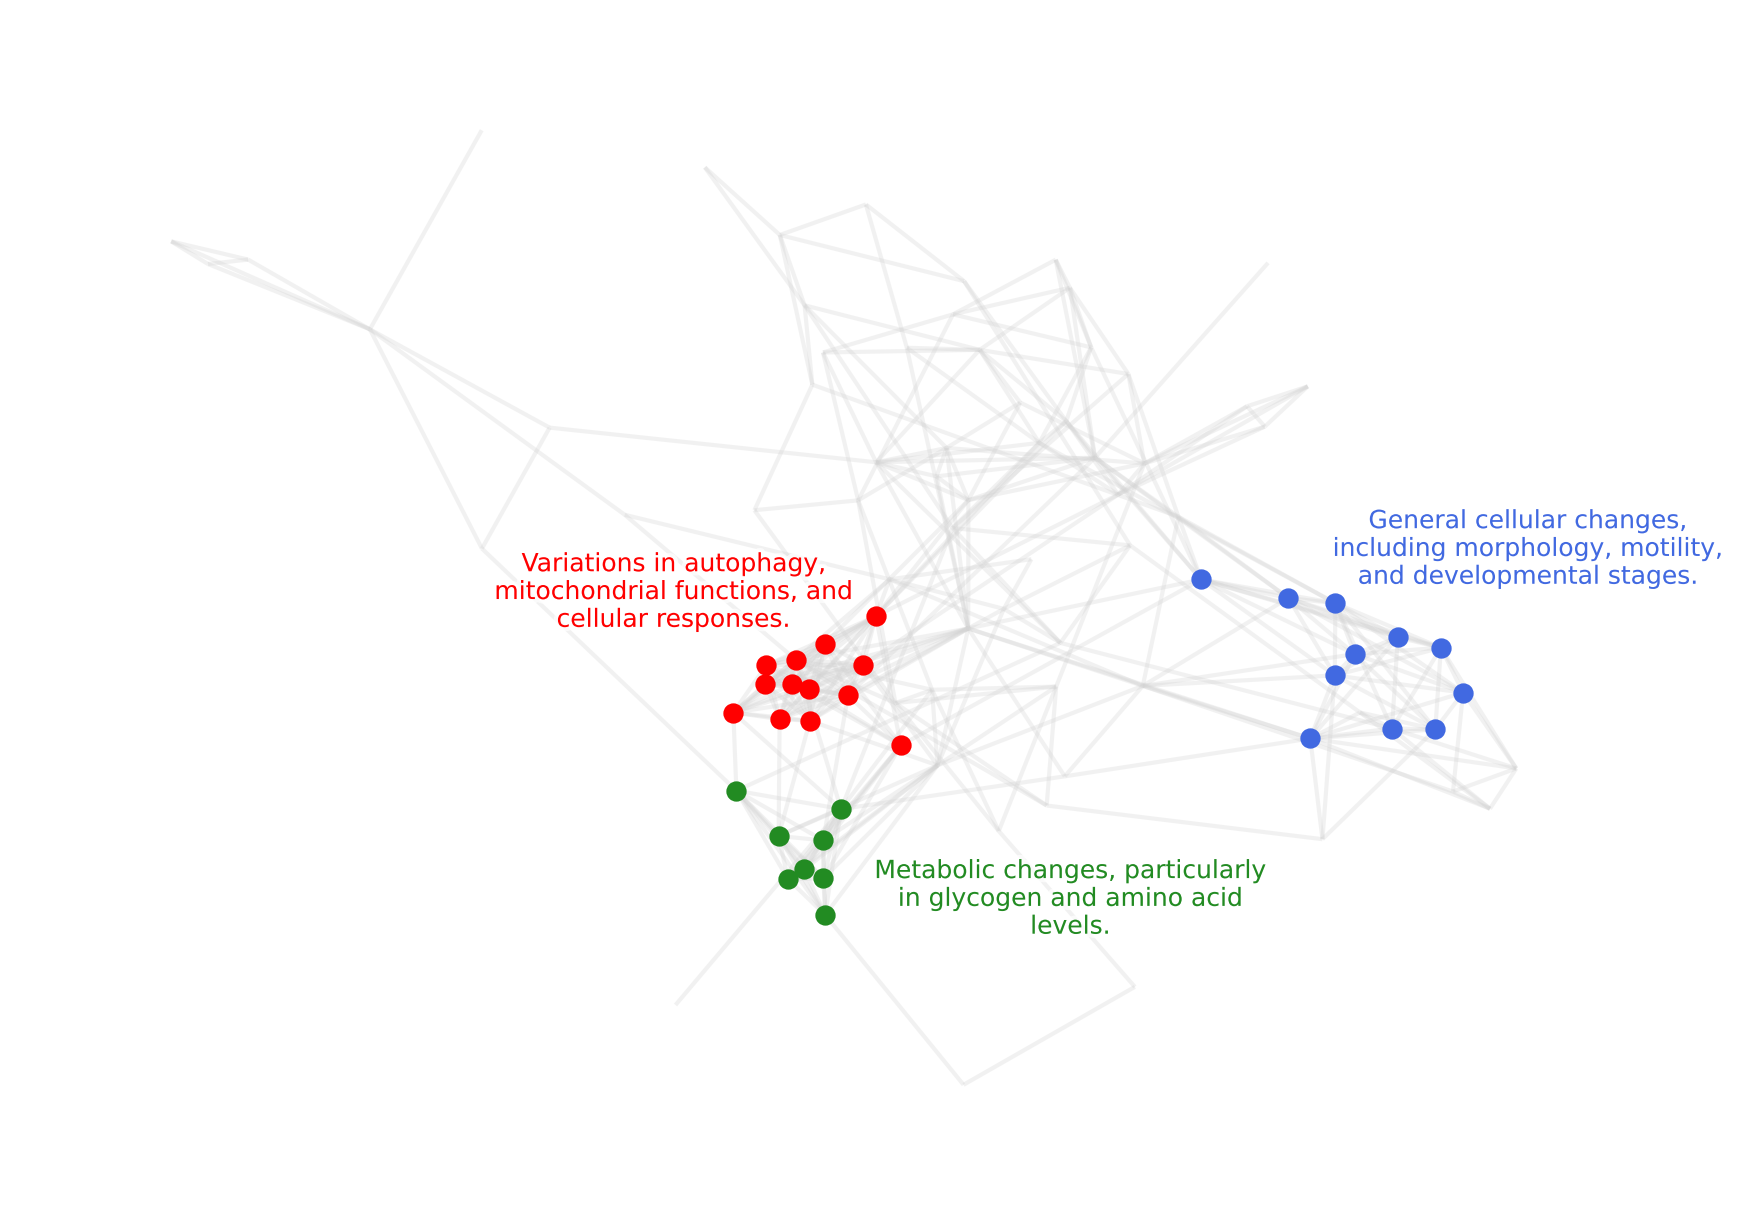 General cellular changes,
including morphology, motility,
and developmental stages.
Variations in autophagy,
mitochondrial functions, and
cellular responses.
Metabolic changes, particularly
in glycogen and amino acid
levels.